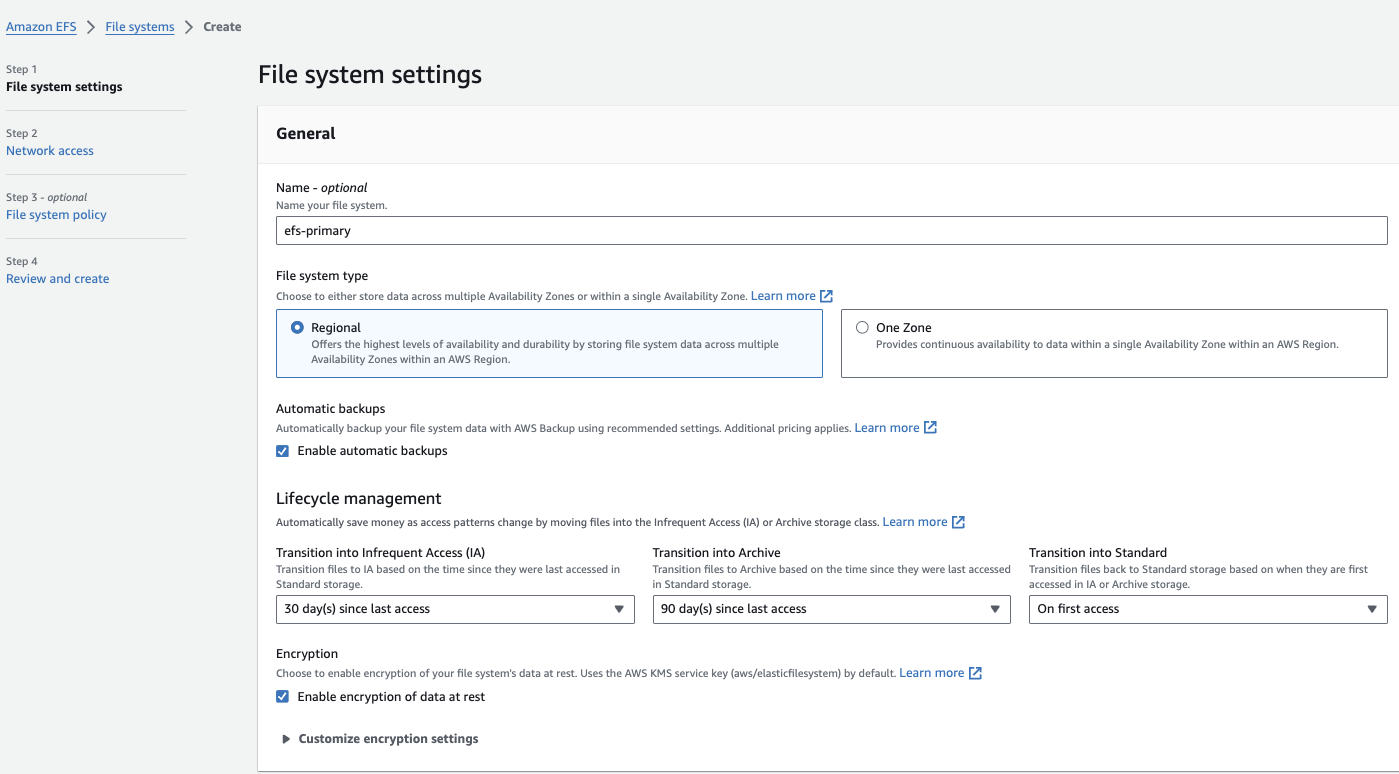 Amazon EFS > File systems > Create
Step 1
File system settings
Step 2
Network access
Step 3 - optional
File system policy
Step 4
Review and create
File system settings
General
Name - optional
Name your file system.
efs-primary
File system type
Choose to either store data across multiple Availability Zones or within a single Availability Zone. Learn more
Regional
Offers the highest levels of availability and durability by storing file system data across multiple
Availability Zones within an AWS Region.
One Zone
Provides continuous availability to data within a single Availability Zone within an AWS Region.
Automatic backups
Automatically backup your file system data with AWS Backup using recommended settings. Additional pricing applies. Learn more
Enable automatic backups
Lifecycle management
Automatically save money as access patterns change by moving files into the Infrequent Access (IA) or Archive storage class. Learn more
Transition into Infrequent Access (IA)
Transition files to IA based on the time since they were last accessed in
Standard storage.
30 day(s) since last access
Transition into Archive
Transition files to Archive based on the time since they were last accessed
in Standard storage.
90 day(s) since last access
Transition into Standard
Transition files back to Standard storage based on when they are first
accessed in IA or Archive storage.
On first access
Encryption
Choose to enable encryption of your file system's data at rest. Uses the AWS KMS service key (aws/elasticfilesystem) by default. Learn more
Enable encryption of data at rest
Customize encryption settings